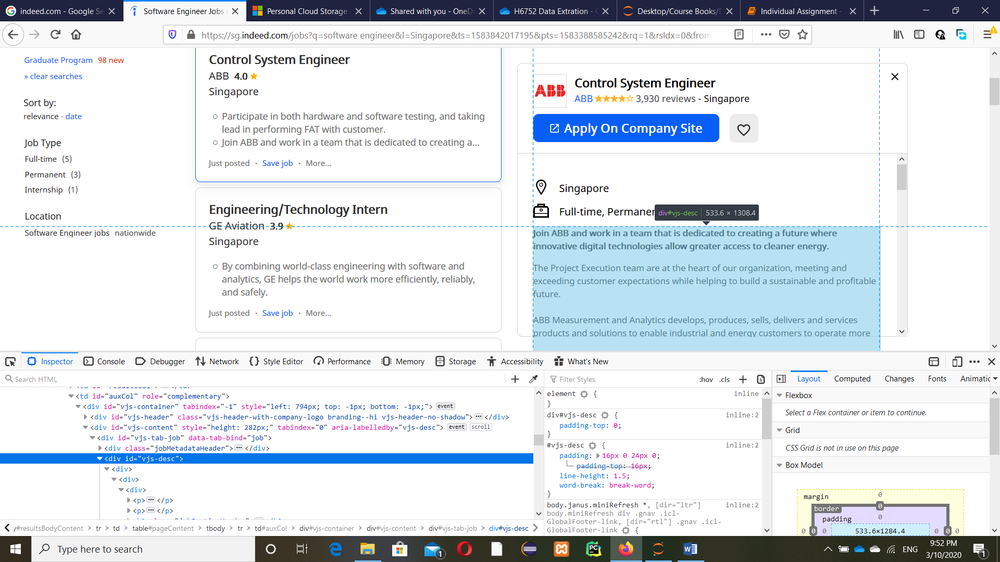 indeed.com - Google Se
Software Engineer Jobs i
Personal Cloud Storage
Shared with you - OneD
H6752 Data Extration -
Desktop/Course Books/D
Individual Assignment -
https://sg.indeed.com/jobs?q=software engineer&l=Singapore&ts=1583842017195&pts=1583388585242&rq=1&rsIdx=0&from
Graduate Program 98 new
» clear searches
Sort by:
relevance - date
Job Type
Full-time (5)
Permanent (3)
Internship (1)
Location
Software Engineer jobs nationwide
Control System Engineer
ABB 4.0
Singapore
Participate in both hardware and software testing, and taking
lead in performing FAT with customer.
Join ABB and work in a team that is dedicated to creating a...
Just posted · Save job · More...
Engineering/Technology Intern
GE Aviation 3.9
Singapore
By combining world-class engineering with software and
analytics, GE helps the world work more efficiently, reliably,
and safely.
Just posted · Save job · More...
ABB
Control System Engineer
ABB 3,930 reviews - Singapore
Apply On Company Site
Singapore
Full-time, Permanen
div#vjs-desc 533.6 × 1308.4
Join ABB and work in a team that is dedicated to creating a future where
innovative digital technologies allow greater access to cleaner energy.
The Project Execution team are at the heart of our organization, meeting and
exceeding customer expectations while helping to build a sustainable and profitable
future.
ABB Measurement and Analytics develops, produces, sells, delivers and services
products and solutions to enable industrial and energy customers to operate more
Inspector Console Debugger Network Style Editor Performance Memory Storage Accessibility What's New
Search HTML
<td id="auxCol" role="complementary">
<div id="vjs-container" tabindex="-1" style="left: 794px; top: -1px; bottom: -1px;"> event
<div id="vjs-header" class="vjs-header-with-company-logo branding--hi vjs-header-no-shadow">···</div>
<div id="vjs-content" style="height: 282px;" tabindex="0" aria-labelledby="vjs-desc"> event scroll
<div id="vjs-tab-job" data-tab-bind="job">
<div class="jobMetadataHeader">···</div>
<div id="vjs-desc">
<div>
<div>
<div>
<p>···</p>
<p>···</p>
#resultsBodyContent > tr > td > table#pageContent > tbody > tr > td#auxCol > div#vjs-container > div#vjs-content > div#vjs-tab-job > div#vjs-desc
Filter Styles :hov .cls
element { inline
}
div#vjs-desc { inline:2
padding-top: 0;
}
#vjs-desc { inline:2
padding: 16px 0 24px 0;
padding-top: 16px;
line-height: 1.5;
word-break: break-word;
}
body.janus.miniRefresh *, [dir="ltr"] inline:2
body.miniRefresh div .gnav .icl-
GlobalFooter-link, [dir="rtl"] .gnav .icl-
GlobalFooter-link {
Layout Computed Changes Fonts Animatic
Flexbox
Select a Flex container or item to continue.
Grid
CSS Grid is not in use on this page
Box Model
margin 0
border 0
padding 0
0 0 0 533.6×1284.4 0 0 0
Type here to search
1
ENG
9:52 PM
3/10/2020
1